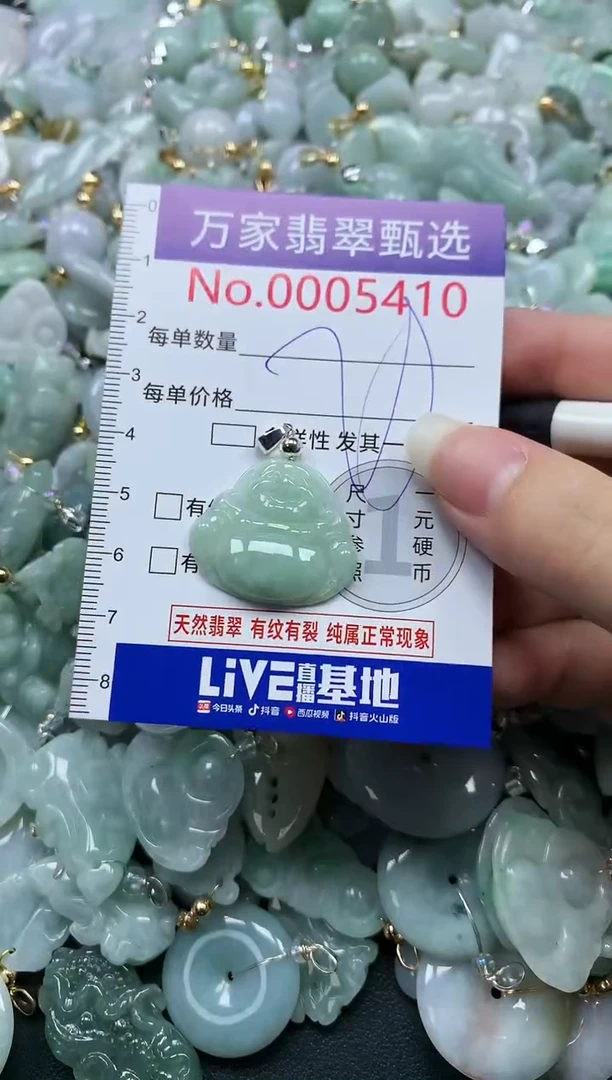 0
万家翡翠甄选
1
No.0005410
2
每单数量
3
每单价格
4
样性 发其一
5
有
尺寸参照
一元硬币
1
6
有
7
天然翡翠 有纹有裂 纯属正常现象
8
LiVE直播基地
今日头条 抖音 西瓜视频 抖音火山版